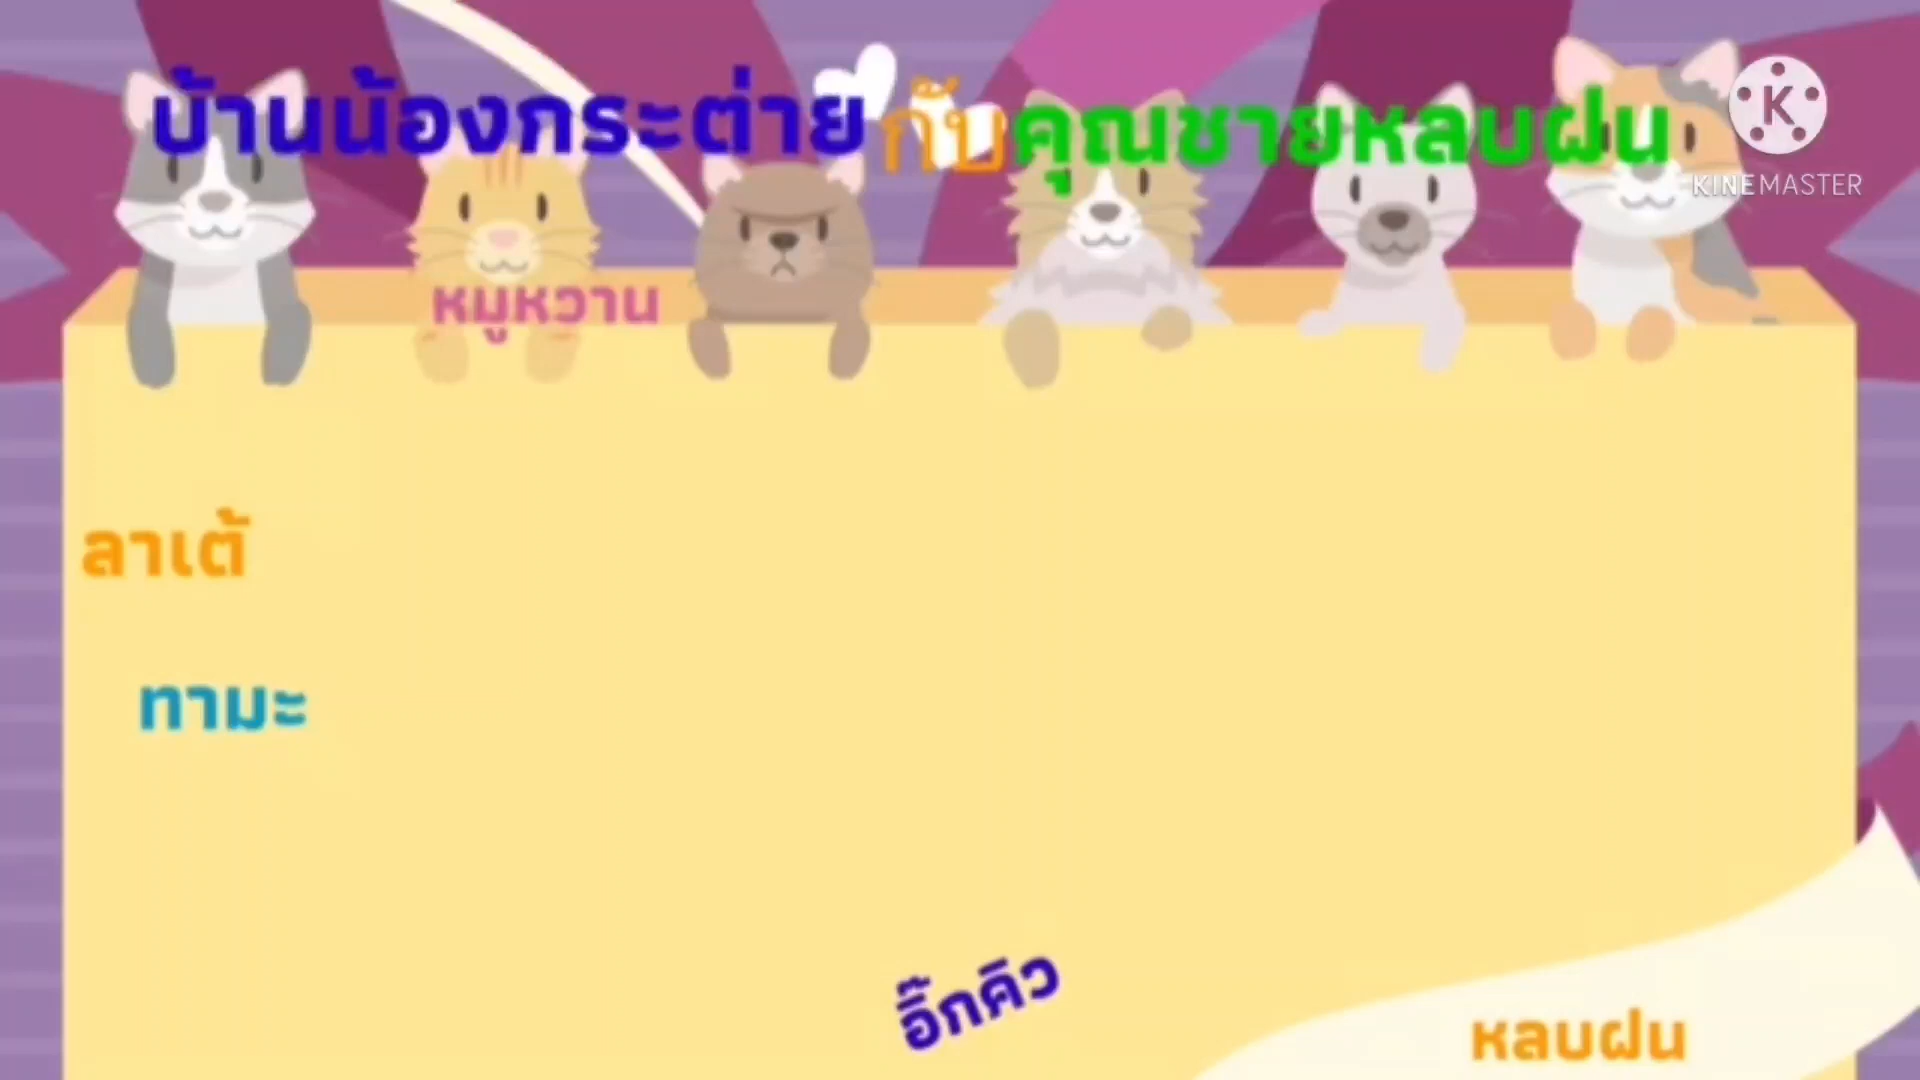 บ้านน้องกระต่าย กับ คุณชายหลบฝน
KINEMASTER
หมูหวาน
ลาเต้
ทามะ
อิ๊กคิว
หลบฝน